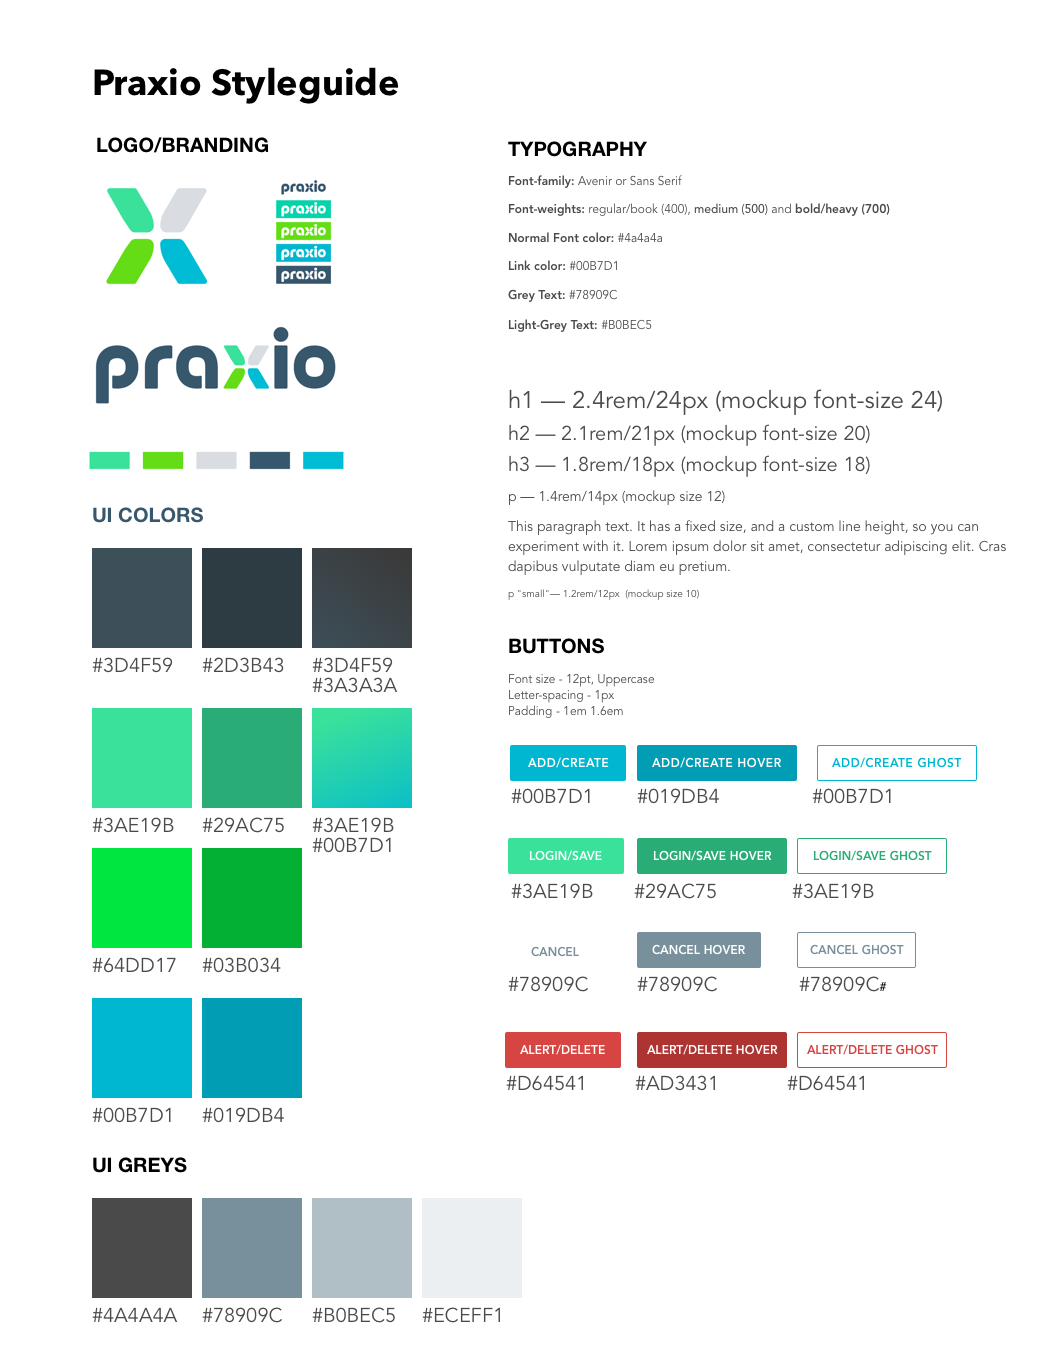 Praxio Styleguide
LOGO/BRANDING
praxio
praxio
praxio
praxio
praxio
praxio
UI COLORS
#3D4F59 #2D3B43 #3D4F59
#3A3A3A
#3AE19B #29AC75 #3AE19B
#00B7D1
#64DD17 #03B034
#00B7D1 #019DB4
UI GREYS
#4A4A4A #78909C #B0BEC5 #ECEFF1
TYPOGRAPHY
Font-family: Avenir or Sans Serif
Font-weights: regular/book (400), medium (500) and bold/heavy (700)
Normal Font color: #4a4a4a
Link color: #00B7D1
Grey Text: #78909C
Light-Grey Text: #B0BEC5
h1 — 2.4rem/24px (mockup font-size 24)
h2 — 2.1rem/21px (mockup font-size 20)
h3 — 1.8rem/18px (mockup font-size 18)
p — 1.4rem/14px (mockup size 12)
This paragraph text. It has a fixed size, and a custom line height, so you can
experiment with it. Lorem ipsum dolor sit amet, consectetur adipiscing elit. Cras
dapibus vulputate diam eu pretium.
p "small"— 1.2rem/12px (mockup size 10)
BUTTONS
Font size - 12pt, Uppercase
Letter-spacing - 1px
Padding - 1em 1.6em
ADD/CREATE ADD/CREATE HOVER ADD/CREATE GHOST
#00B7D1 #019DB4 #00B7D1
LOGIN/SAVE LOGIN/SAVE HOVER LOGIN/SAVE GHOST
#3AE19B #29AC75 #3AE19B
CANCEL CANCEL HOVER CANCEL GHOST
#78909C #78909C #78909C#
ALERT/DELETE ALERT/DELETE HOVER ALERT/DELETE GHOST
#D64541 #AD3431 #D64541